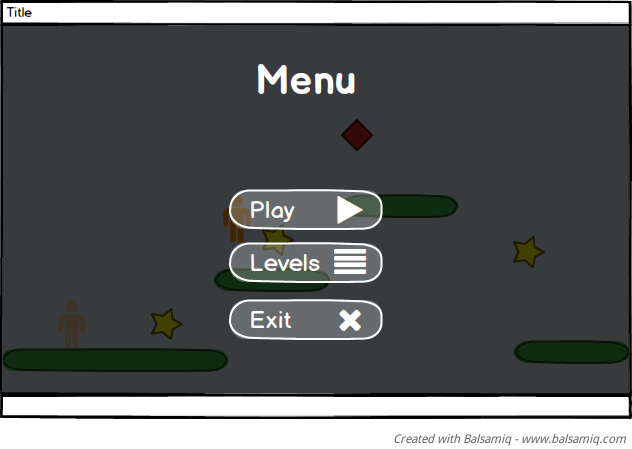 Title
Menu
Play
Levels
Exit
Created with Balsamiq - www.balsamiq.com